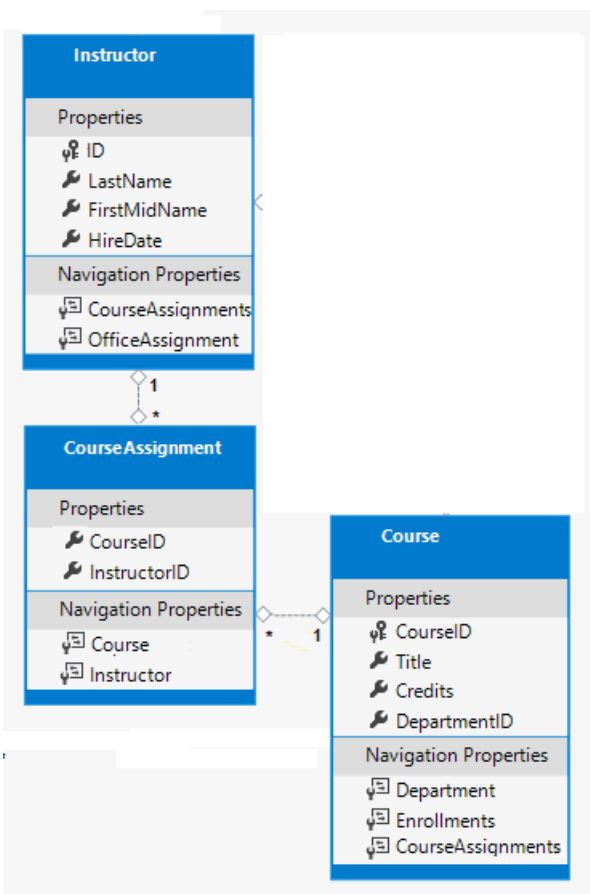 Instructor
Properties
ID
LastName
FirstMidName
HireDate
Navigation Properties
CourseAssignments
OfficeAssignment
1
*
CourseAssignment
Properties
CourseID
InstructorID
Navigation Properties
Course
Instructor
* 1
Course
Properties
CourseID
Title
Credits
DepartmentID
Navigation Properties
Department
Enrollments
CourseAssignments